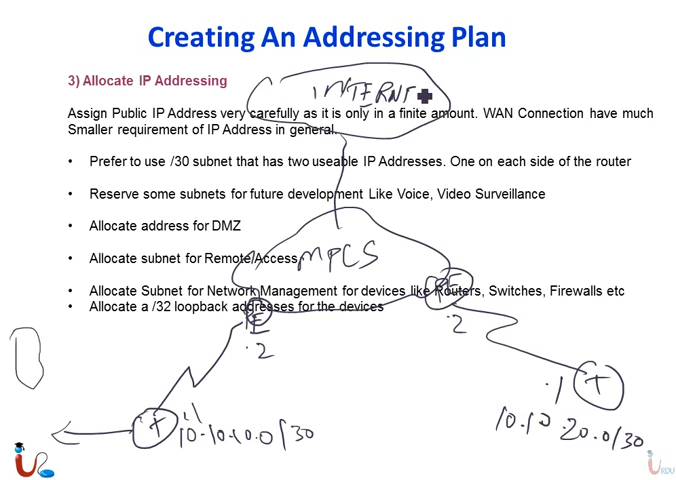 Creating An Addressing Plan
3) Allocate IP Addressing
INTERNT
Assign Public IP Address very carefully as it is only in a finite amount. WAN Connection have much
Smaller requirement of IP Address in general.
• Prefer to use /30 subnet that has two useable IP Addresses. One on each side of the router
• Reserve some subnets for future development Like Voice, Video Surveillance
• Allocate address for DMZ
• Allocate subnet for Remote/Access
MPCS
• Allocate Subnet for Network Management for devices like Routers, Switches, Firewalls etc
PE
• Allocate a /32 loopback addresses for the devices
PE
.2
.2
.1
10.10.20.0/30
.1
10.10.10.0/30
URDU